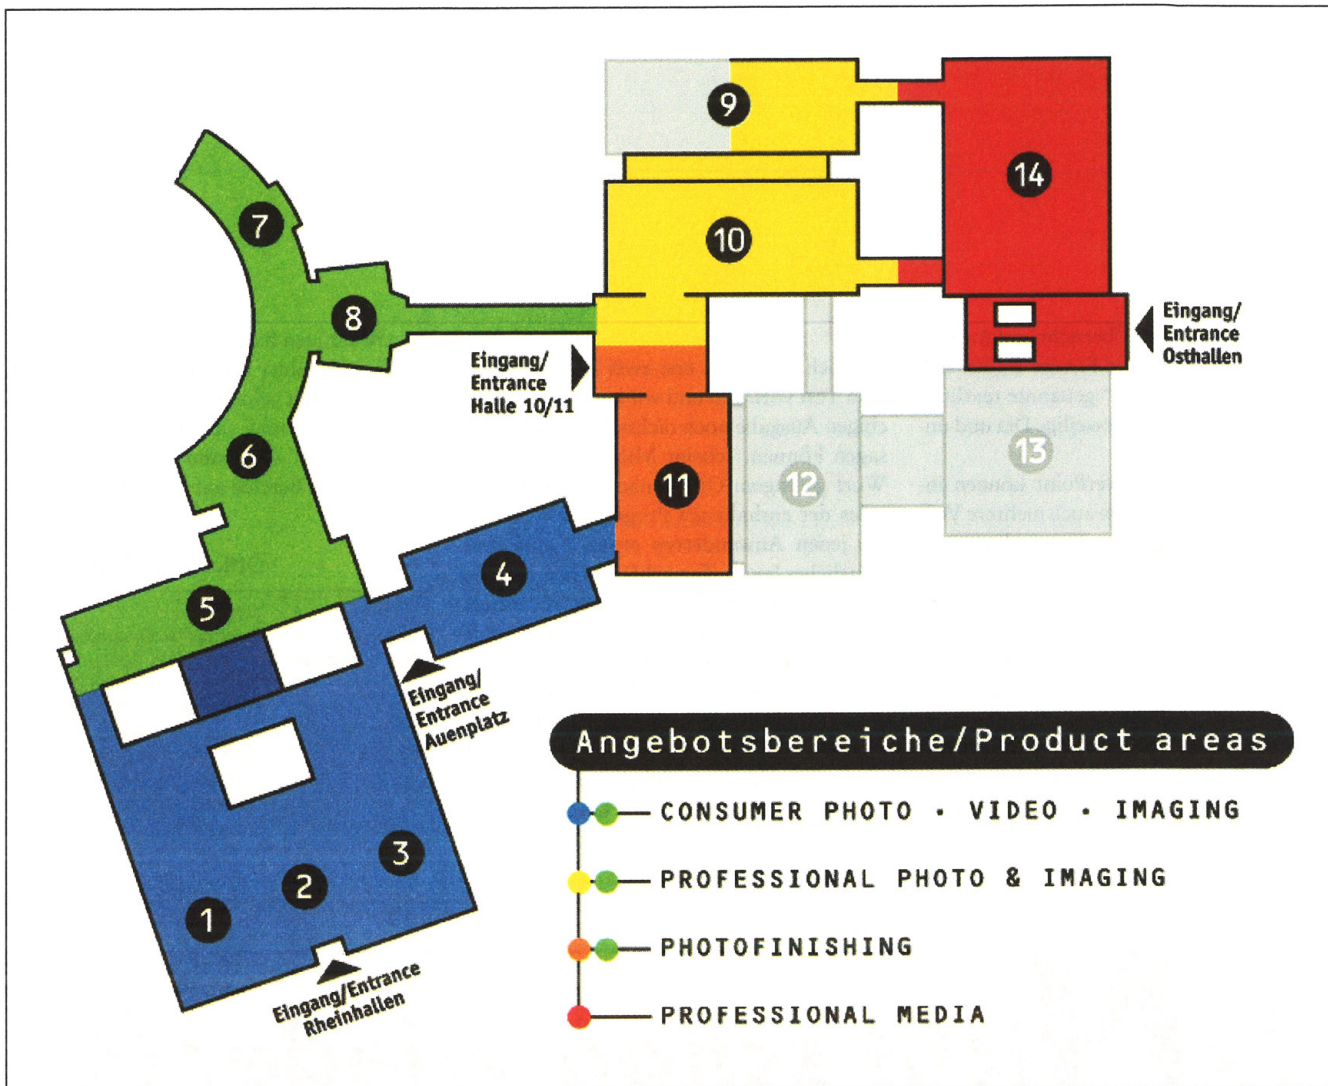 9
14
7
10
8
Eingang/
Entrance
Osthallen
Eingang/
Entrance
Halle 10/11
6
11
12
13
4
5
Eingang/
Entrance
Auenplatz
Angebotsbereiche/Product areas
CONSUMER PHOTO · VIDEO · IMAGING
3
2
PROFESSIONAL PHOTO & IMAGING
1
PHOTOFINISHING
Eingang/Entrance
Rheinhallen
PROFESSIONAL MEDIA